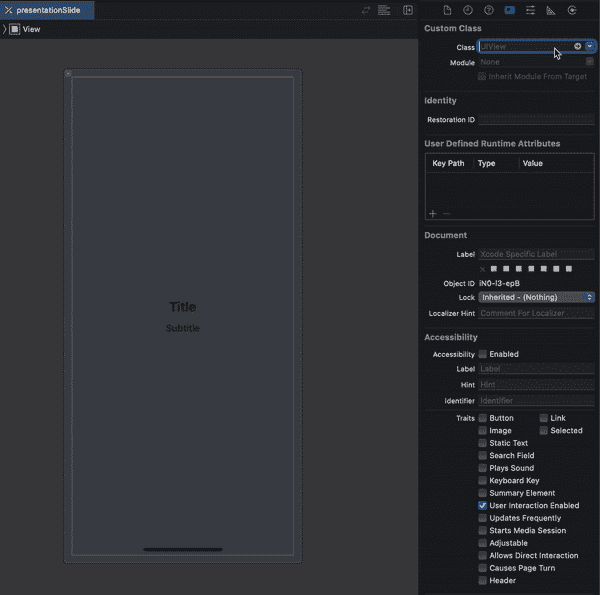 presentationSlide
View
Title
Subtitle
Custom Class
Class UIView
Module None
Inherit Module From Target
Identity
Restoration ID
User Defined Runtime Attributes
Key Path Type Value
Document
Label Xcode Specific Label
Object ID iN0-l3-epB
Lock Inherited - (Nothing)
Localizer Hint Comment For Localizer
Accessibility
Accessibility Enabled
Label Label
Hint Hint
Identifier Identifier
Traits Button Link
Image Selected
Static Text
Search Field
Plays Sound
Keyboard Key
Summary Element
User Interaction Enabled
Updates Frequently
Starts Media Session
Adjustable
Allows Direct Interaction
Causes Page Turn
Header